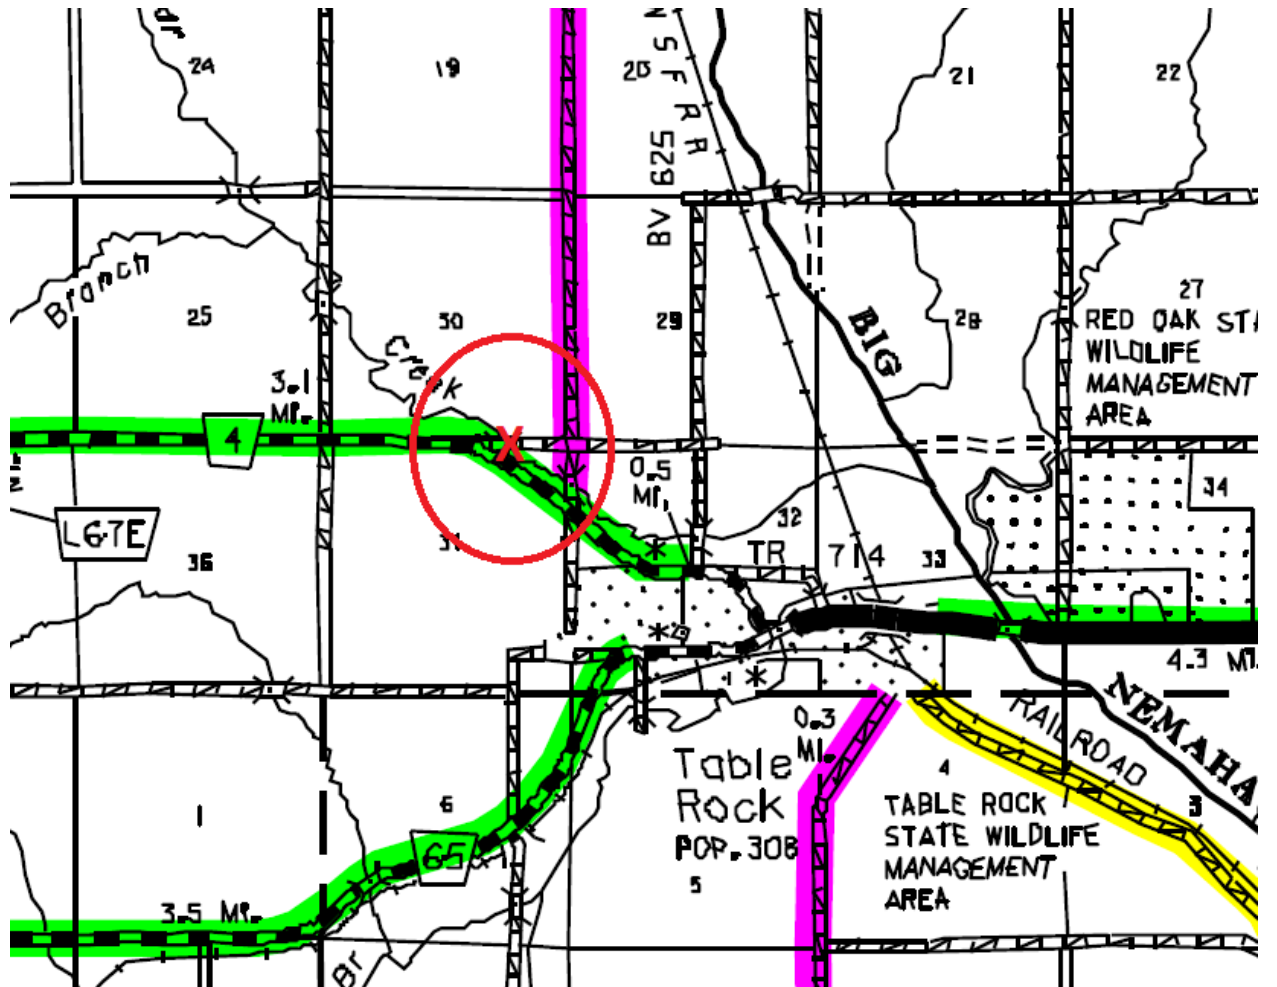 24
19
20
21
22
N S F R R
BV 625
Branch
25
30
29
28
27
BIG
RED OAK STA
WILDLIFE
MANAGEMENT
AREA
Creek
3.1
MI.
4
X
0.5
MI.
34
L67E
36
31
32
33
TR 714
4.3 MI.
NEMAHA
RAILROAD
0.3
MI.
Table
Rock
POP. 308
1
6
5
4
3
TABLE ROCK
STATE WILDLIFE
MANAGEMENT
AREA
65
3.5 MI.
Br